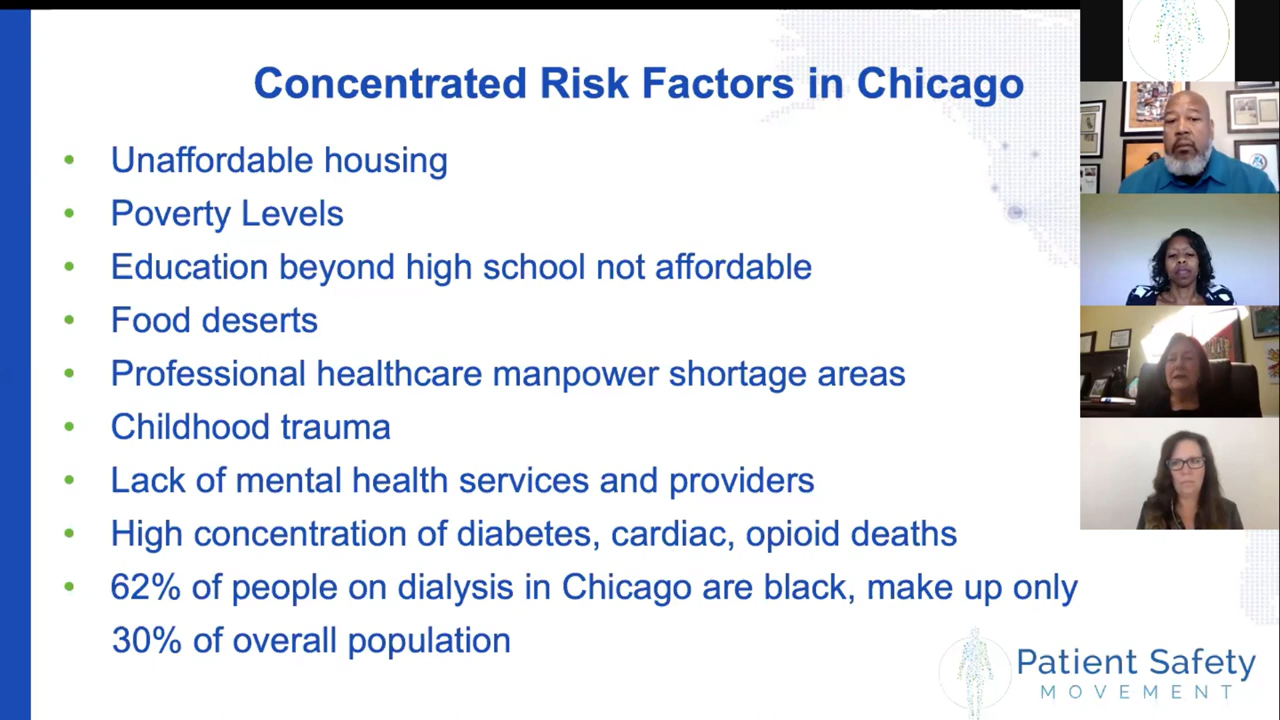 Concentrated Risk Factors in Chicago
• Unaffordable housing
• Poverty Levels
• Education beyond high school not affordable
• Food deserts
• Professional healthcare manpower shortage areas
• Childhood trauma
• Lack of mental health services and providers
• High concentration of diabetes, cardiac, opioid deaths
• 62% of people on dialysis in Chicago are black, make up only
30% of overall population
Patient Safety
MOVEMENT